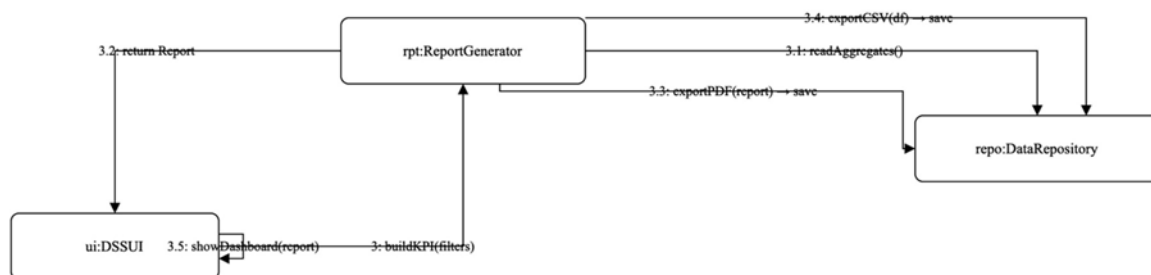 3.4: exportCSV(df) → save
3.2: return Report
rpt:ReportGenerator
3.1: readAggregates()
3.3: exportPDF(report) → save
repo:DataRepository
ui:DSSUI
3.5: showDashboard(report)
3: buildKPI(filters)